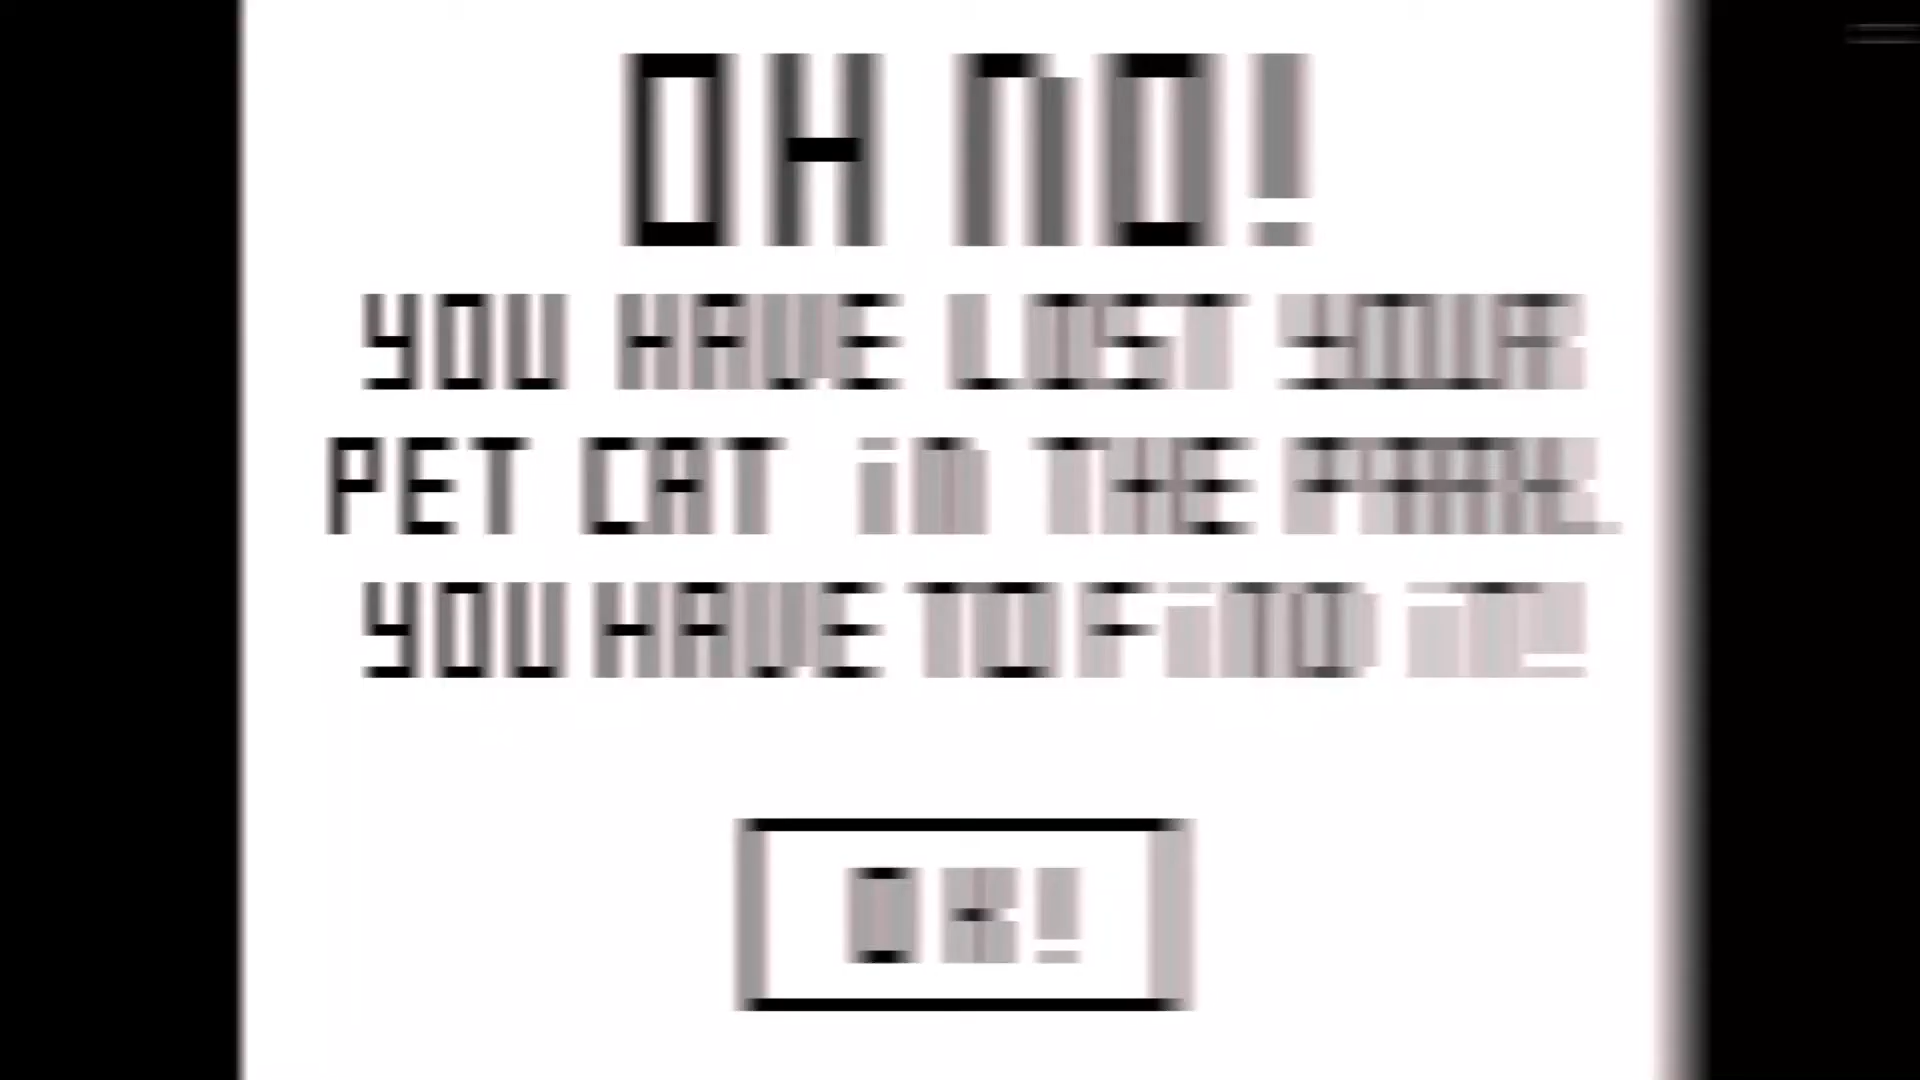 OH NO!
YOU HAVE LOST YOUR
PET CAT iN THE PARK.
YOU HAVE TO FiND iT!
OK!